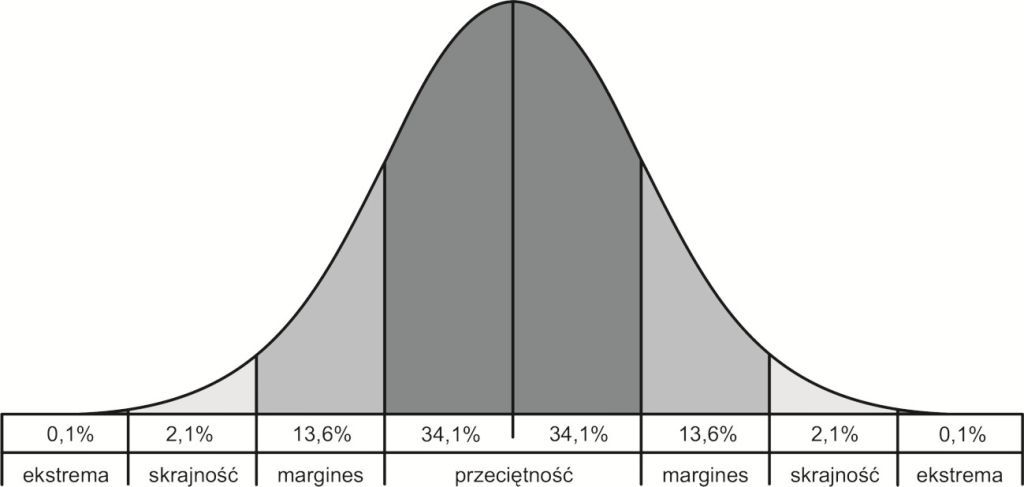 0,1% 2,1% 13,6% 34,1% 34,1% 13,6% 2,1% 0,1%
ekstrema skrajność margines przeciętność margines skrajność ekstrema